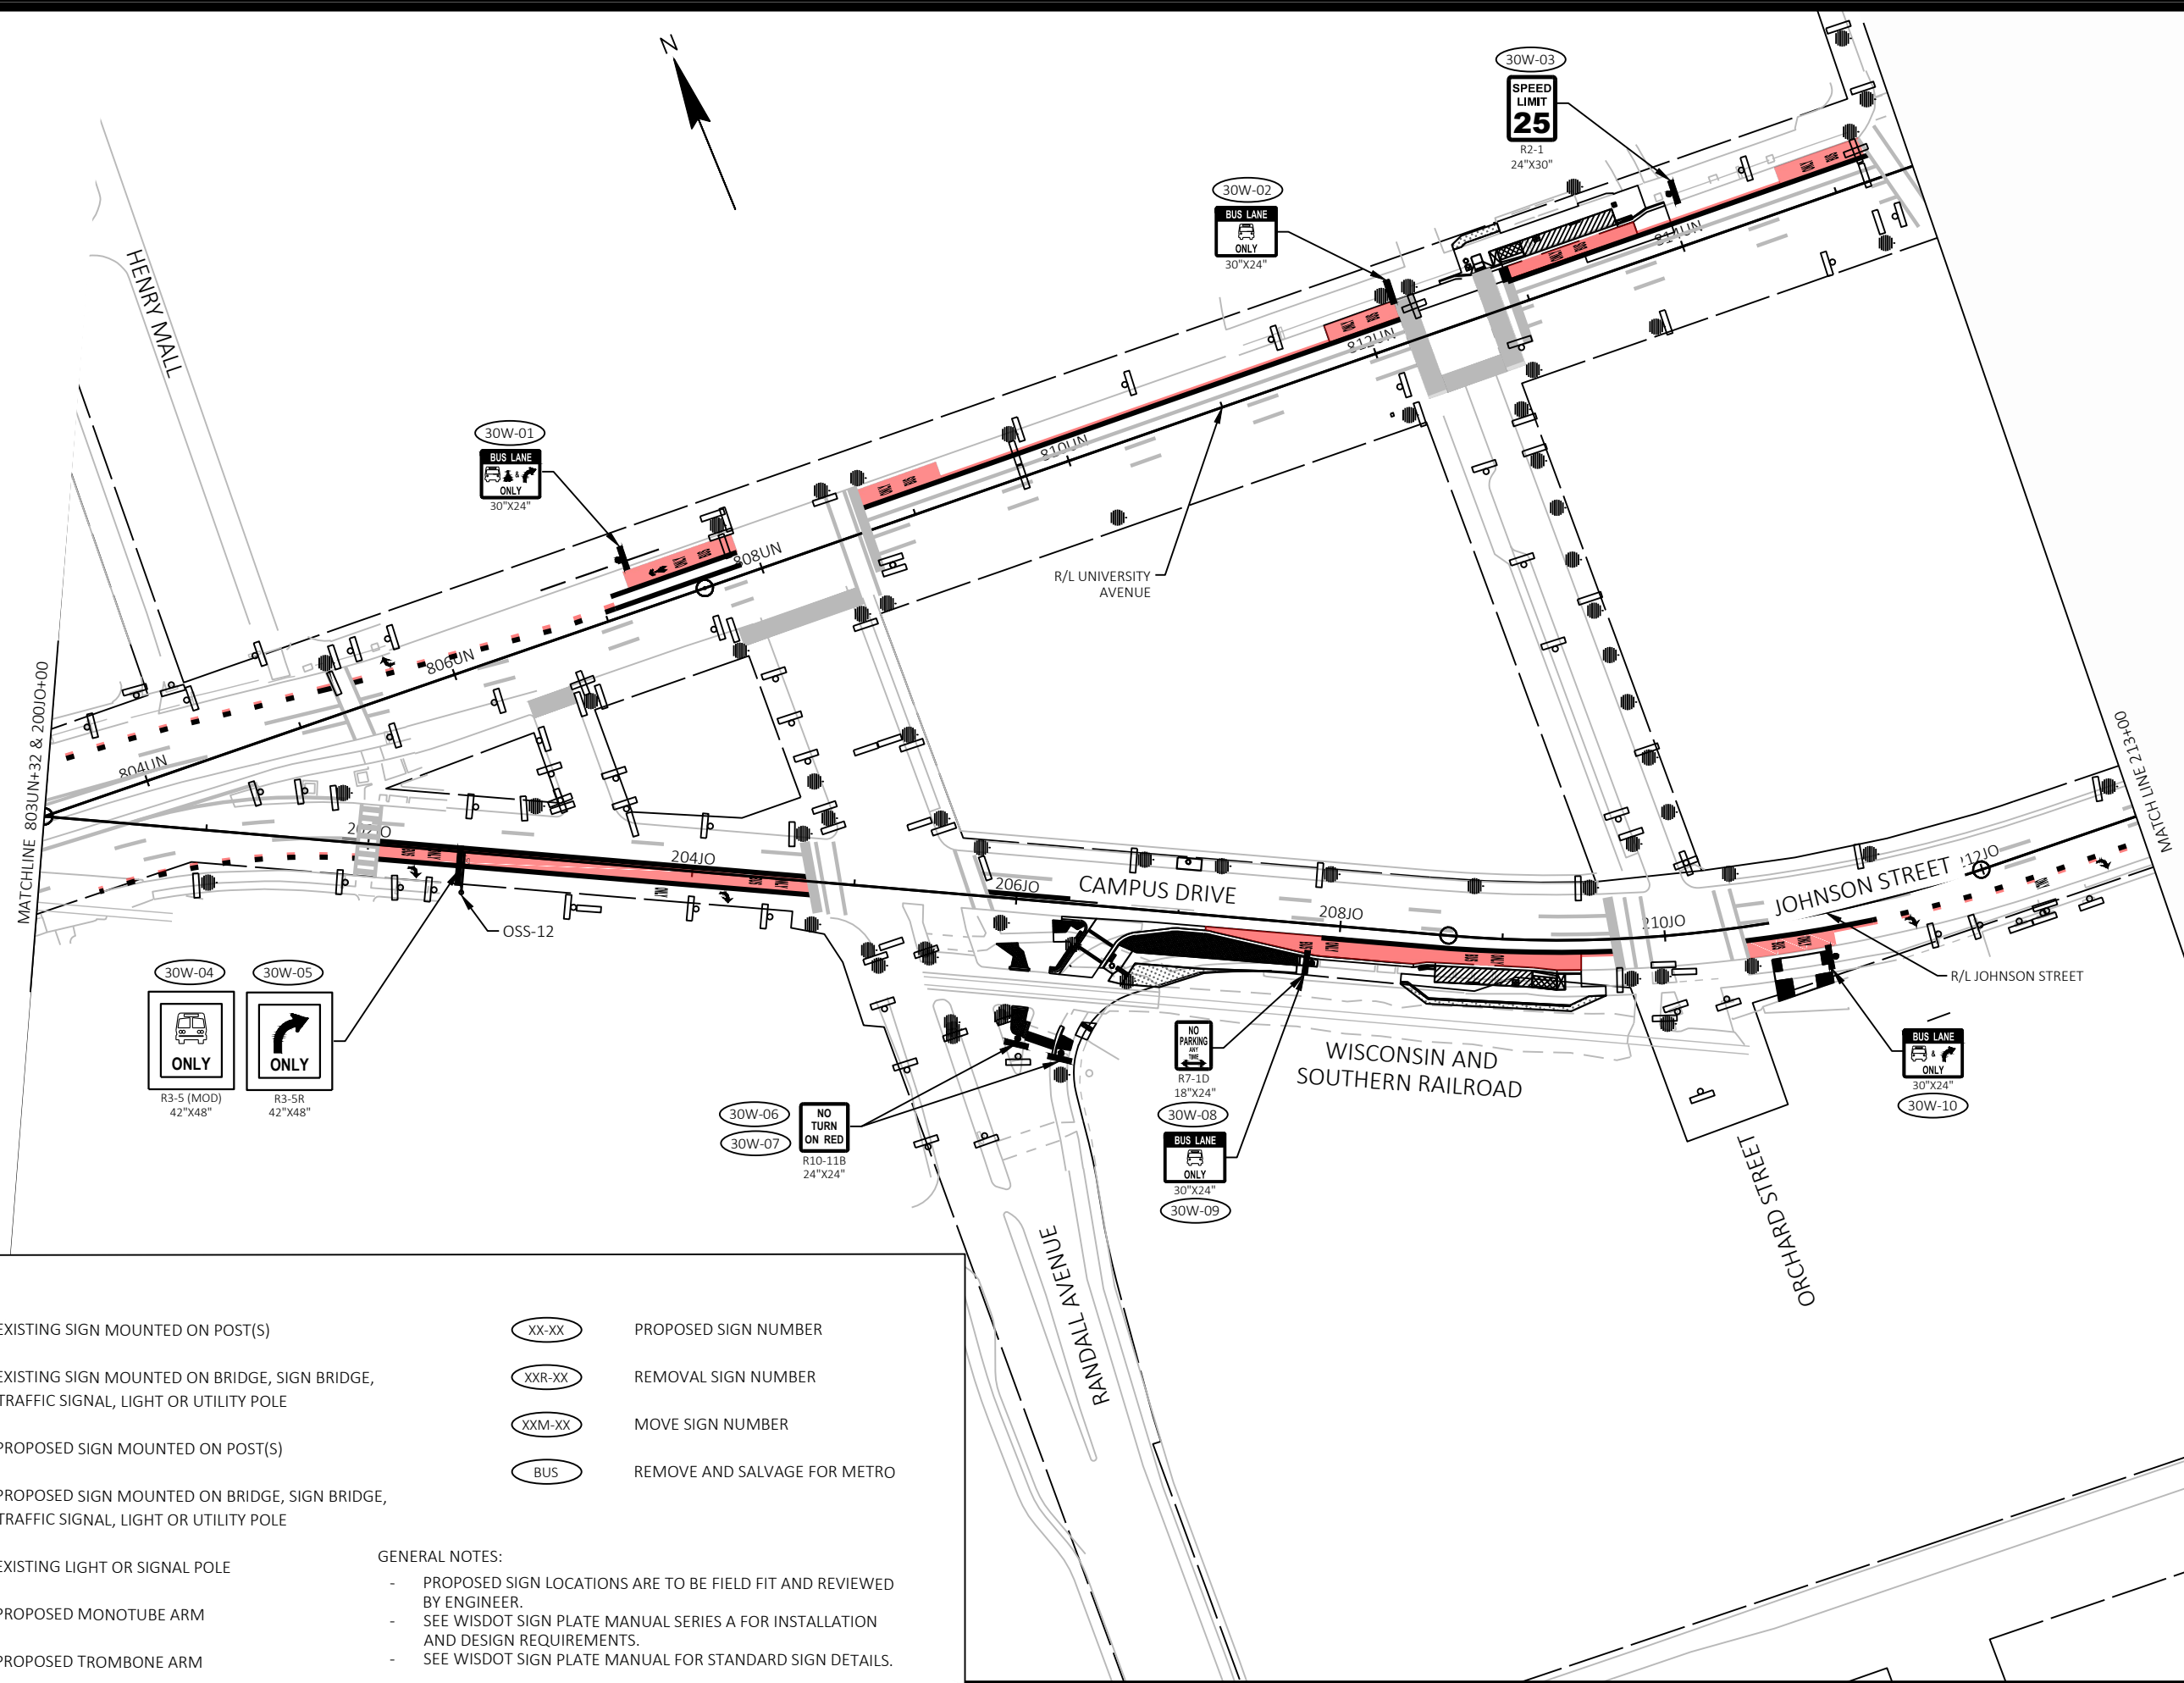 N
30W-03
SPEED
LIMIT
25
R2-1
24"X30"
30W-02
BUS LANE
ONLY
30"X24"
HENRY MALL
30W-01
BUS LANE
&
ONLY
30"X24"
814UN
812UN
810UN
808UN
806UN
804UN
R/L UNIVERSITY
AVENUE
MATCHLINE 803UN+32 & 200JO+00
MATCH LINE 213+00
202JO
204JO
206JO
208JO
210JO
212JO
CAMPUS DRIVE
JOHNSON STREET
OSS-12
R/L JOHNSON STREET
30W-04
ONLY
R3-5 (MOD)
42"X48"
30W-05
ONLY
R3-5R
42"X48"
30W-06
30W-07
NO
TURN
ON RED
R10-11B
24"X24"
NO
PARKING
ANY
TIME
R7-1D
18"X24"
30W-08
BUS LANE
ONLY
30"X24"
30W-09
WISCONSIN AND
SOUTHERN RAILROAD
BUS LANE
&
ONLY
30"X24"
30W-10
RANDALL AVENUE
ORCHARD STREET
EXISTING SIGN MOUNTED ON POST(S)
EXISTING SIGN MOUNTED ON BRIDGE, SIGN BRIDGE,
TRAFFIC SIGNAL, LIGHT OR UTILITY POLE
PROPOSED SIGN MOUNTED ON POST(S)
PROPOSED SIGN MOUNTED ON BRIDGE, SIGN BRIDGE,
TRAFFIC SIGNAL, LIGHT OR UTILITY POLE
EXISTING LIGHT OR SIGNAL POLE
PROPOSED MONOTUBE ARM
PROPOSED TROMBONE ARM
XX-XX PROPOSED SIGN NUMBER
XXR-XX REMOVAL SIGN NUMBER
XXM-XX MOVE SIGN NUMBER
BUS REMOVE AND SALVAGE FOR METRO
GENERAL NOTES:
- PROPOSED SIGN LOCATIONS ARE TO BE FIELD FIT AND REVIEWED
BY ENGINEER.
- SEE WISDOT SIGN PLATE MANUAL SERIES A FOR INSTALLATION
AND DESIGN REQUIREMENTS.
- SEE WISDOT SIGN PLATE MANUAL FOR STANDARD SIGN DETAILS.